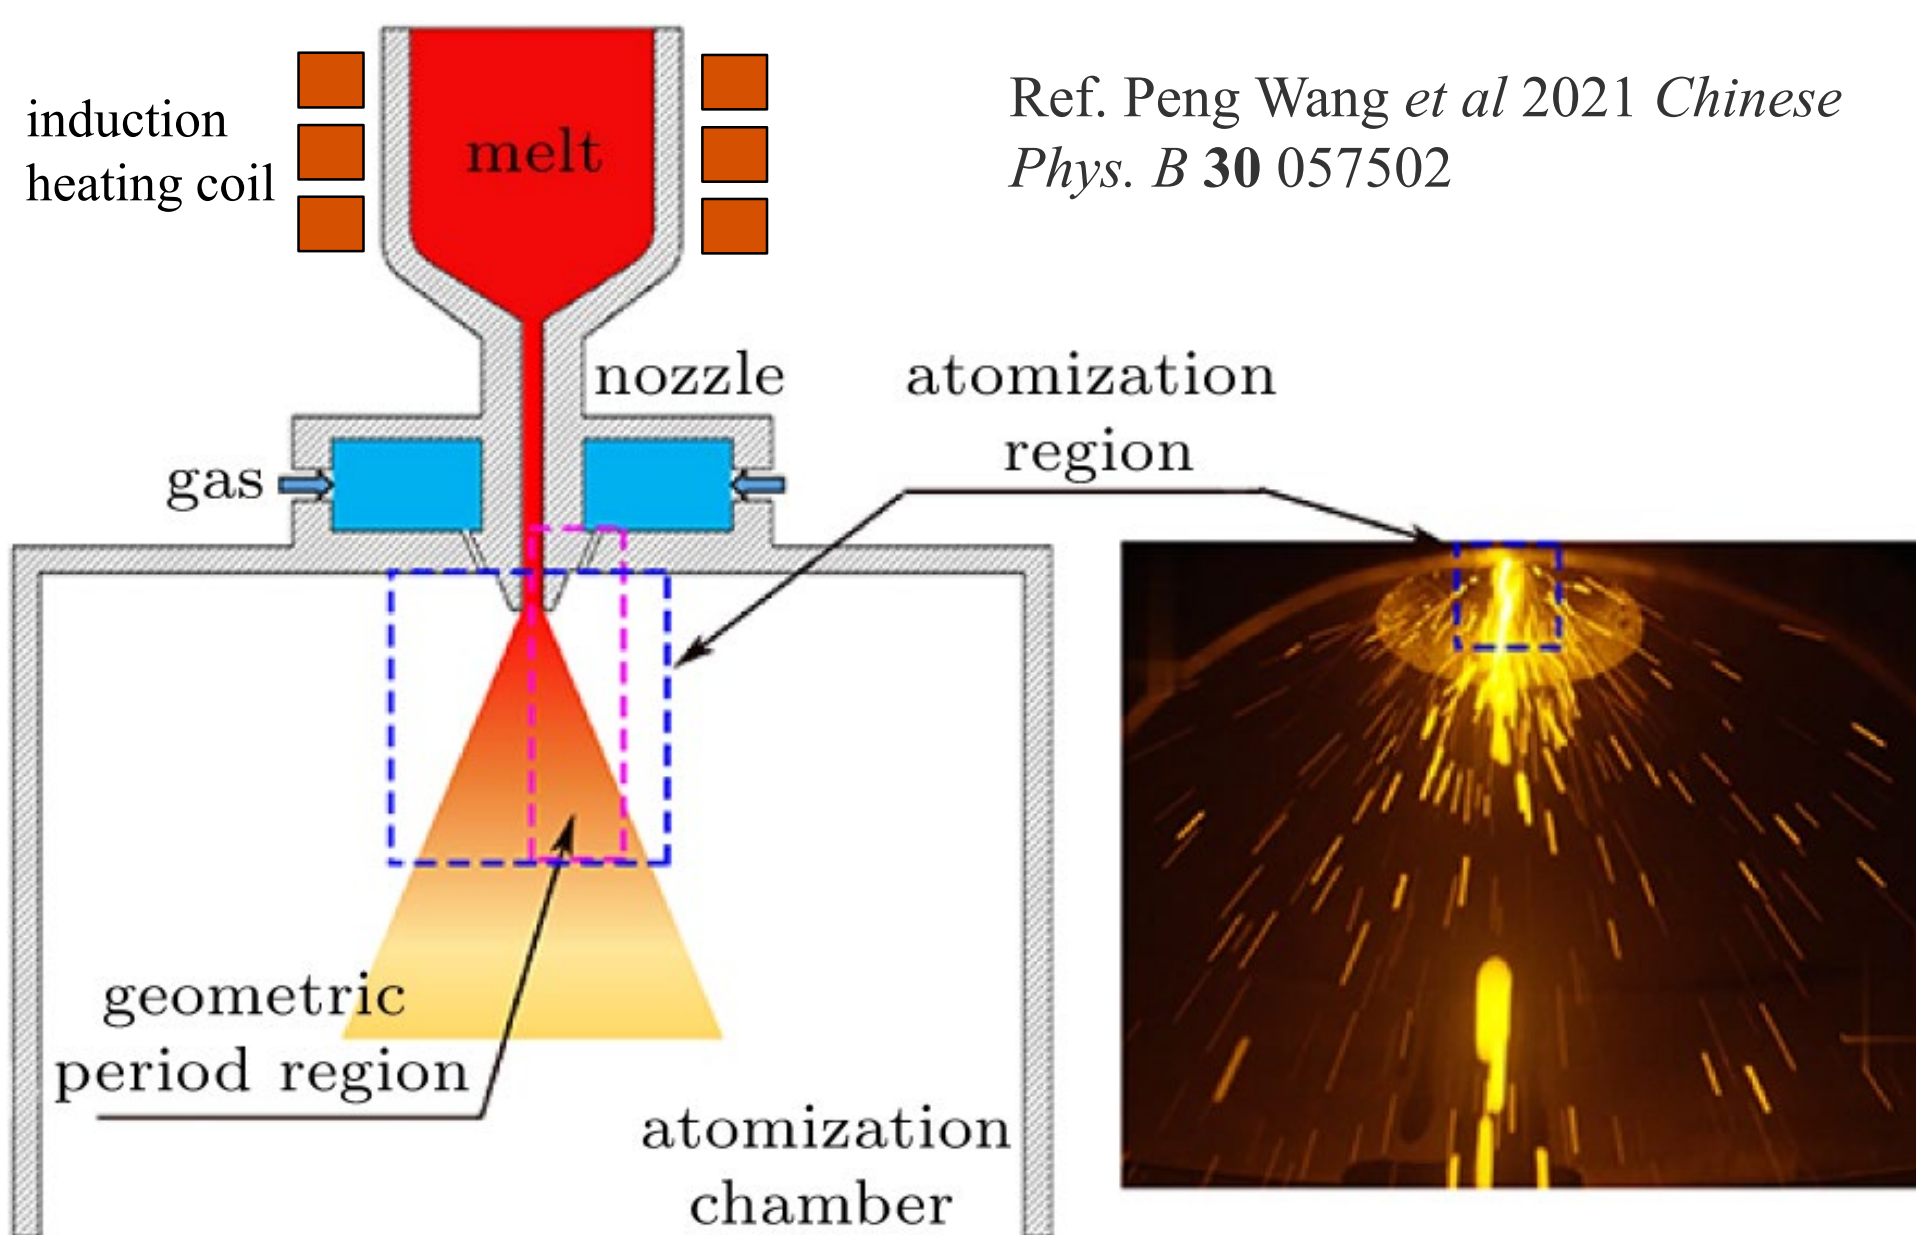 induction
heating coil
melt
Ref. Peng Wang et al 2021 Chinese
Phys. B 30 057502
nozzle
atomization
region
gas
geometric
period region
atomization
chamber